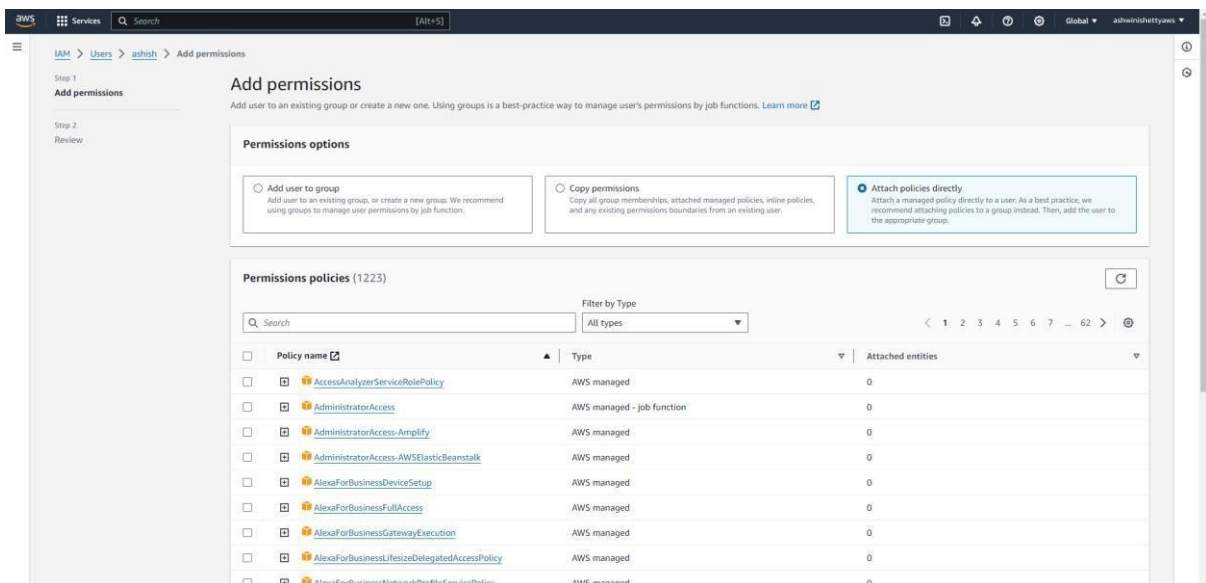 aws Services Search [Alt+S] Global ashwinishettyaws
IAM > Users > ashish > Add permissions
Step 1
Add permissions
Step 2
Review
Add permissions
Add user to an existing group or create a new one. Using groups is a best-practice way to manage user's permissions by job functions. Learn more
Permissions options
Add user to group
Add user to an existing group, or create a new group. We recommend
using groups to manage user permissions by job function.
Copy permissions
Copy all group memberships, attached managed policies, inline policies,
and any existing permissions boundaries from an existing user.
Attach policies directly
Attach a managed policy directly to a user. As a best practice, we
recommend attaching policies to a group instead. Then, add the user to
the appropriate group.
Permissions policies (1223)
Filter by Type
Search All types < 1 2 3 4 5 6 7 ... 62 >
Policy name Type Attached entities
AccessAnalyzerServiceRolePolicy AWS managed 0
AdministratorAccess AWS managed - job function 0
AdministratorAccess-Amplify AWS managed 0
AdministratorAccess-AWSElasticBeanstalk AWS managed 0
AlexaForBusinessDeviceSetup AWS managed 0
AlexaForBusinessFullAccess AWS managed 0
AlexaForBusinessGatewayExecution AWS managed 0
AlexaForBusinessLifesizeDelegatedAccessPolicy AWS managed 0
AlexaForBusinessNetworkProfileServicePolicy AWS managed 0